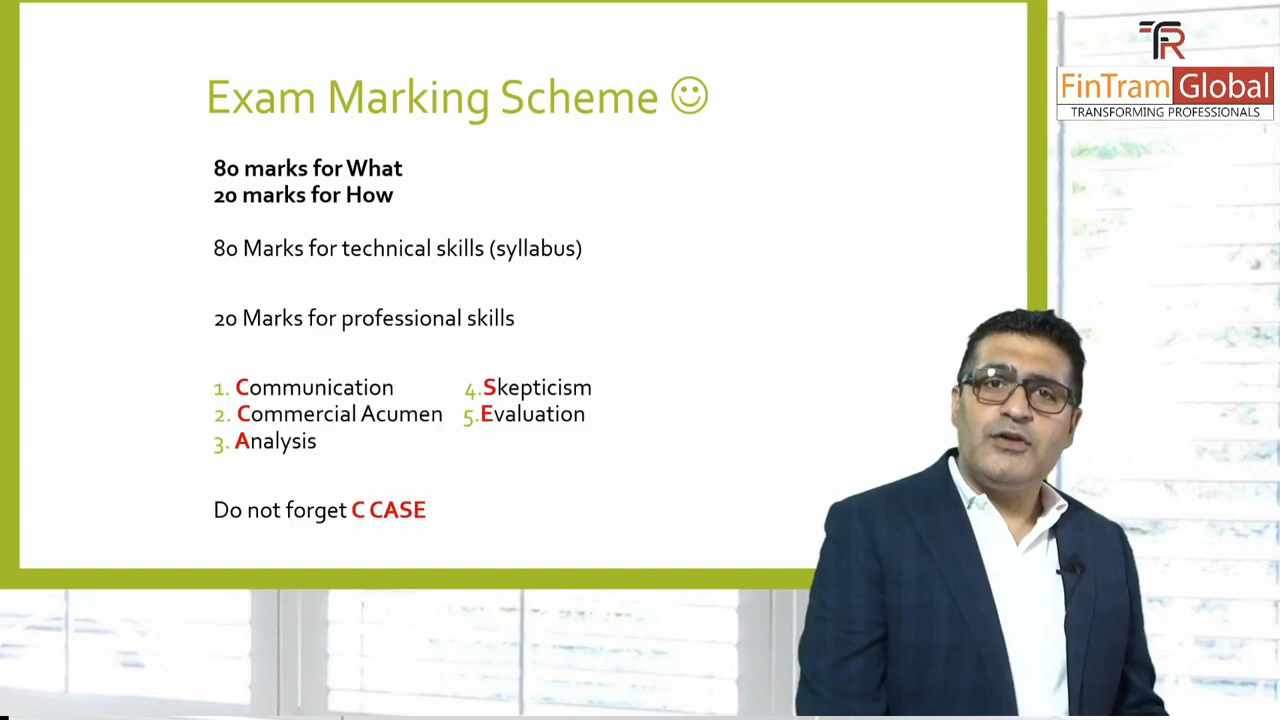 Exam Marking Scheme ☺
80 marks for What
20 marks for How
80 Marks for technical skills (syllabus)
20 Marks for professional skills
1. Communication
2. Commercial Acumen
3. Analysis
4.Skepticism
5.Evaluation
Do not forget C CASE
FR
FinTram Global
TRANSFORMING PROFESSIONALS